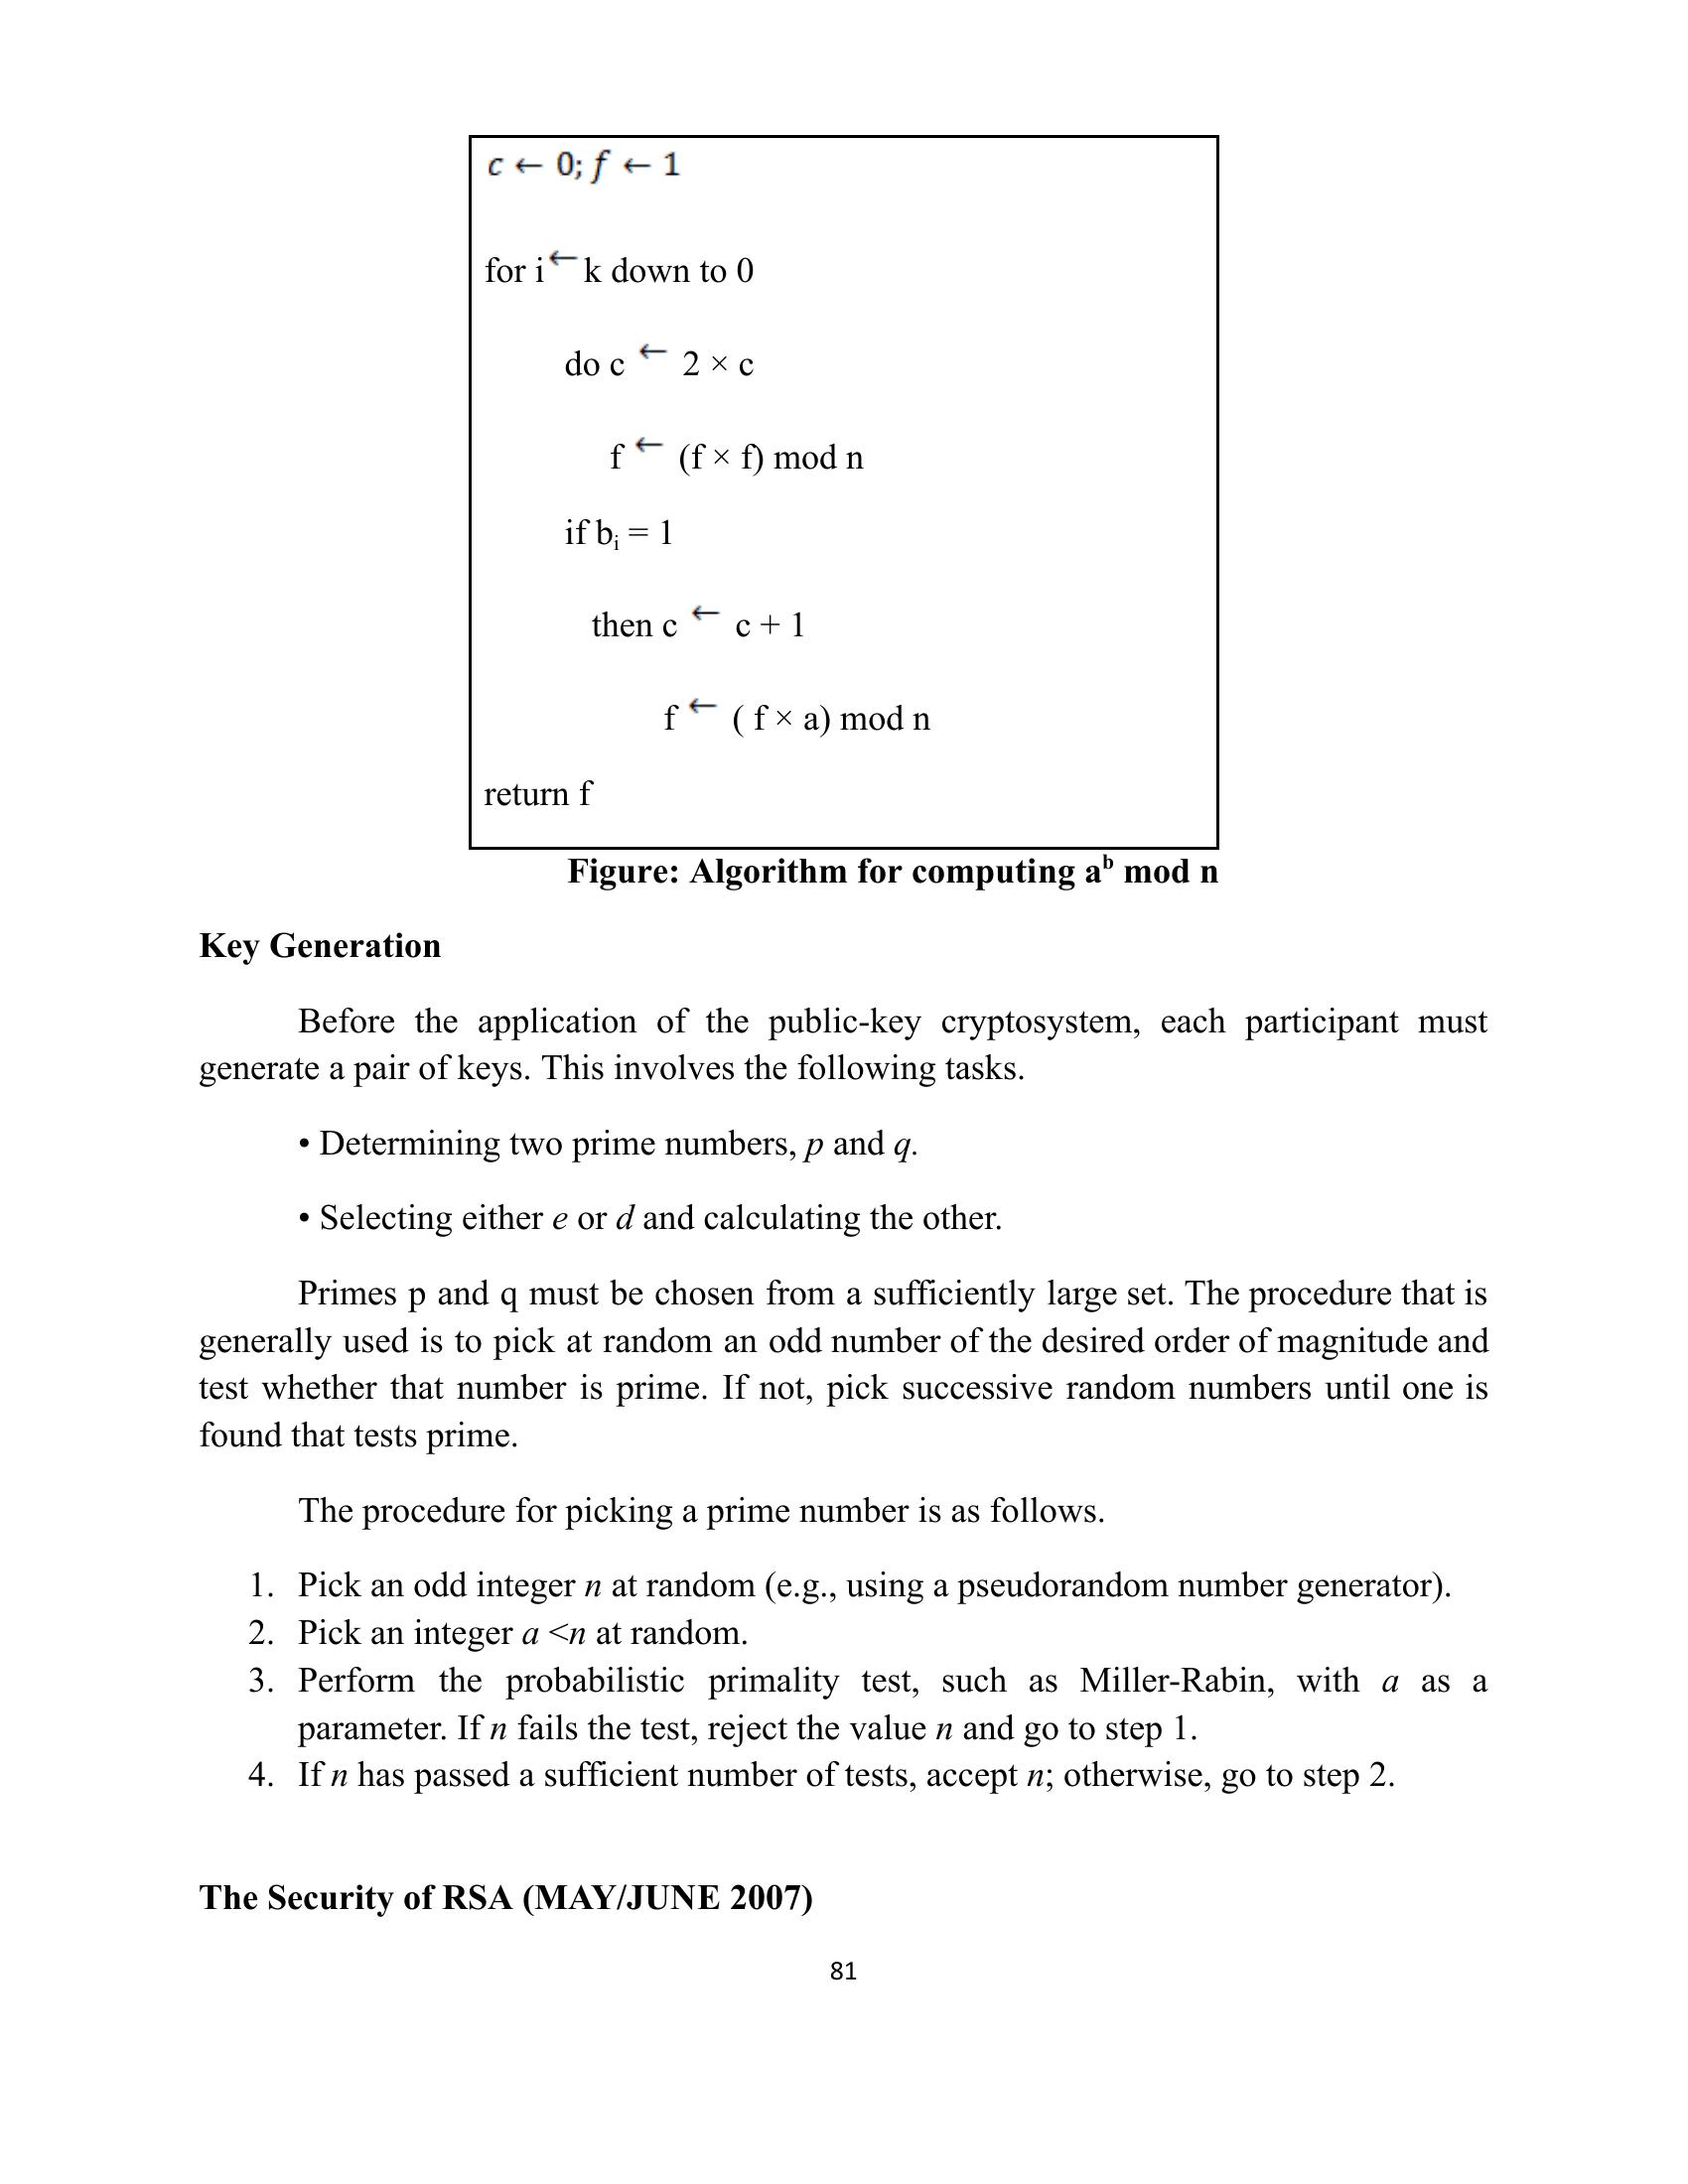 c ← 0; f ← 1
for i ← k down to 0
do c ← 2 × c
f ← (f × f) mod n
if bᵢ = 1
then c ← c + 1
f ← ( f × a) mod n
return f
Figure: Algorithm for computing aᵇ mod n
Key Generation
Before the application of the public-key cryptosystem, each participant must
generate a pair of keys. This involves the following tasks.
• Determining two prime numbers, p and q.
• Selecting either e or d and calculating the other.
Primes p and q must be chosen from a sufficiently large set. The procedure that is
generally used is to pick at random an odd number of the desired order of magnitude and
test whether that number is prime. If not, pick successive random numbers until one is
found that tests prime.
The procedure for picking a prime number is as follows.
1. Pick an odd integer n at random (e.g., using a pseudorandom number generator).
2. Pick an integer a <n at random.
3. Perform the probabilistic primality test, such as Miller-Rabin, with a as a
parameter. If n fails the test, reject the value n and go to step 1.
4. If n has passed a sufficient number of tests, accept n; otherwise, go to step 2.
The Security of RSA (MAY/JUNE 2007)
81